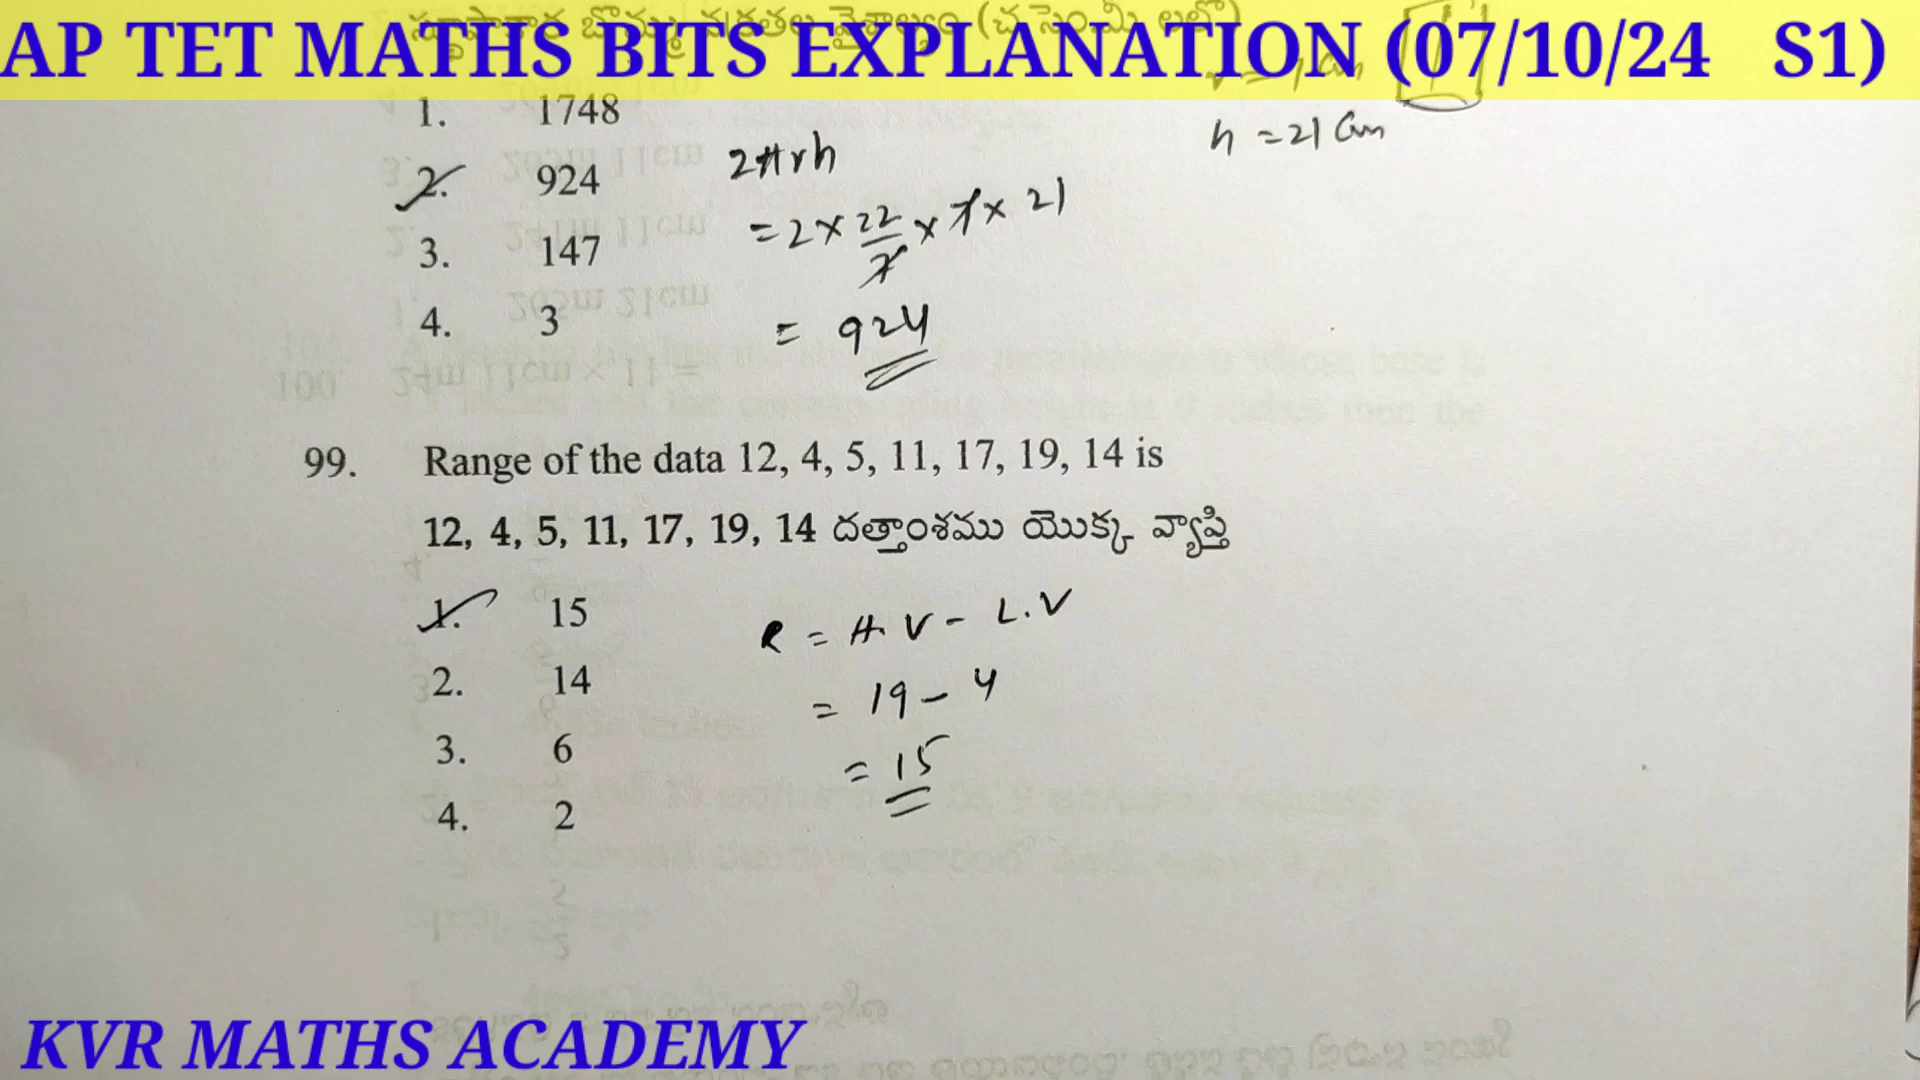 AP TET MATHS BITS EXPLANATION (07/10/24 S1)
1. 1748
2. 924
3. 147
4. 3
h = 21 Cm
2πrh
= 2 × 22/7 × 7 × 21
= 924
99. Range of the data 12, 4, 5, 11, 17, 19, 14 is
12, 4, 5, 11, 17, 19, 14 దత్తాంశము యొక్క వ్యాప్తి
1. 15
2. 14
3. 6
4. 2
R = H.V - L.V
= 19 - 4
= 15
KVR MATHS ACADEMY